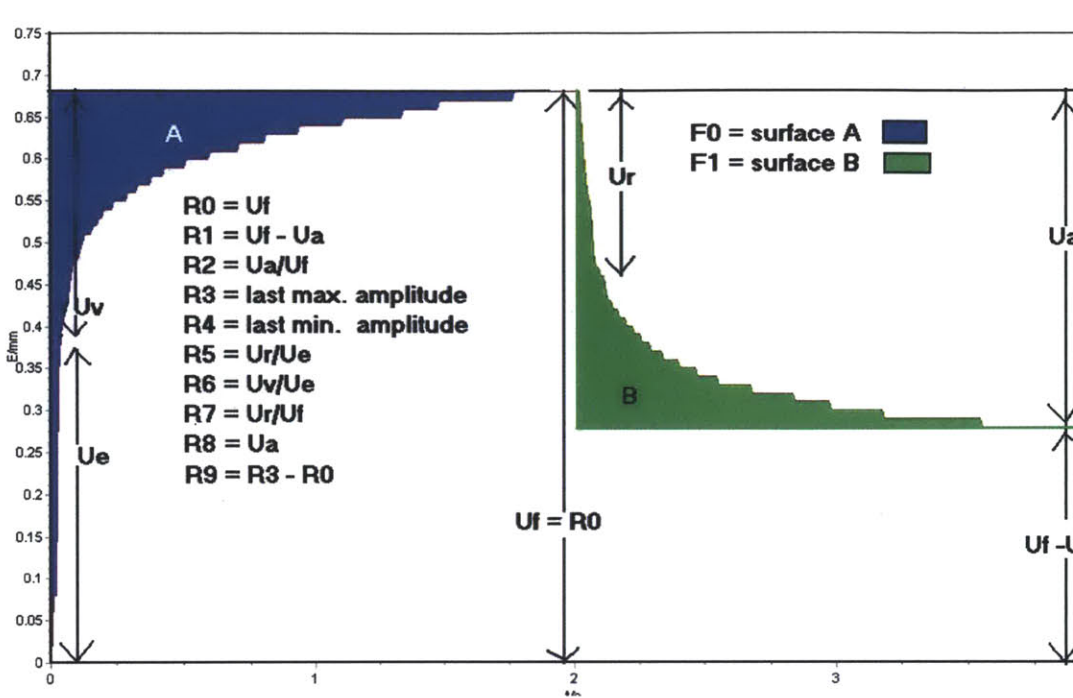 0.75
0.7
0.65
0.6
0.55
0.5
0.45
0.4
0.35
0.3
0.25
0.2
0.15
0.1
0.05
0
E/mm
A
Uv
Ue
R0 = Uf
R1 = Uf - Ua
R2 = Ua/Uf
R3 = last max. amplitude
R4 = last min. amplitude
R5 = Ur/Ue
R6 = Uv/Ue
R7 = Ur/Uf
R8 = Ua
R9 = R3 - R0
Uf = R0
Ur
F0 = surface A
F1 = surface B
B
Ua
Uf -U
0 1 2 3